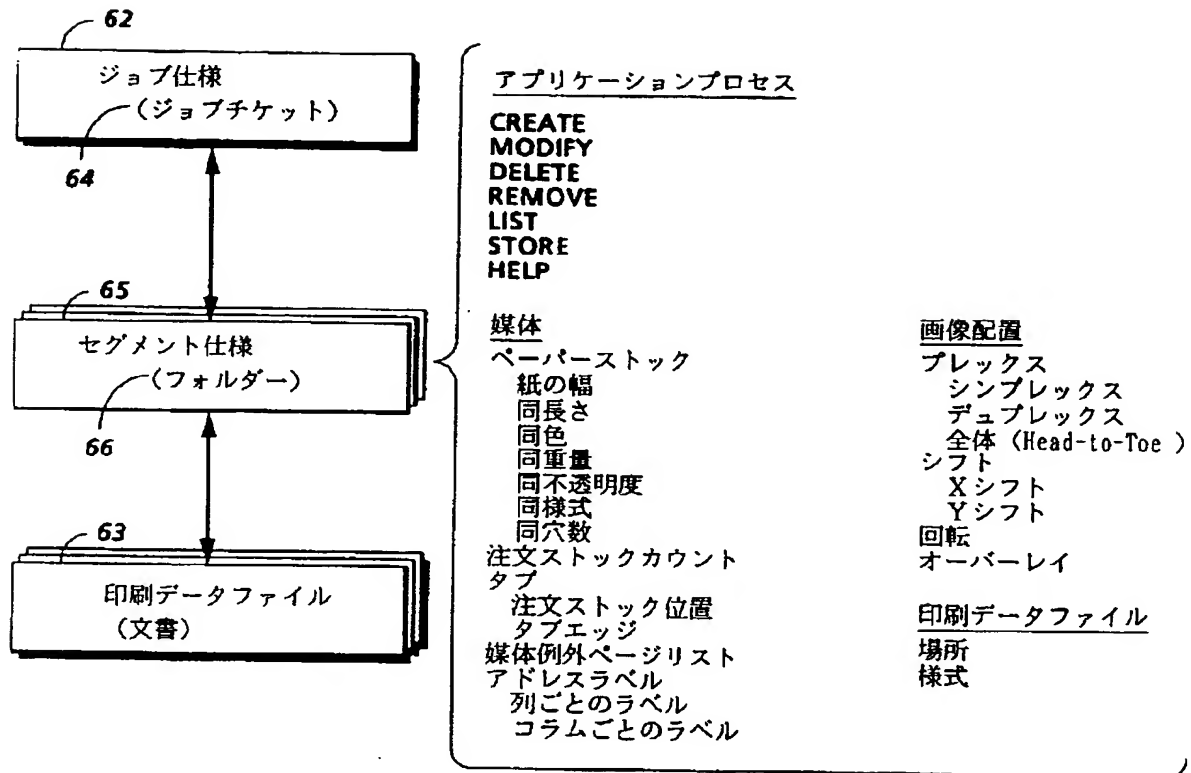 62
ジョブ仕様
(ジョブチケット)
64
65
セグメント仕様
(フォルダー)
66
63
印刷データファイル
(文書)
アプリケーションプロセス
CREATE
MODIFY
DELETE
REMOVE
LIST
STORE
HELP
媒体
ペーパーストック
紙の幅
同長さ
同色
同重量
同不透明度
同様式
同穴数
注文ストックカウント
タブ
注文ストック位置
タブエッジ
媒体例外ページリスト
アドレスラベル
列ごとのラベル
コラムごとのラベル
画像配置
プレックス
シンプレックス
デュプレックス
全体 (Head-to-Toe )
シフト
Xシフト
Yシフト
回転
オーバーレイ
印刷データファイル
場所
様式